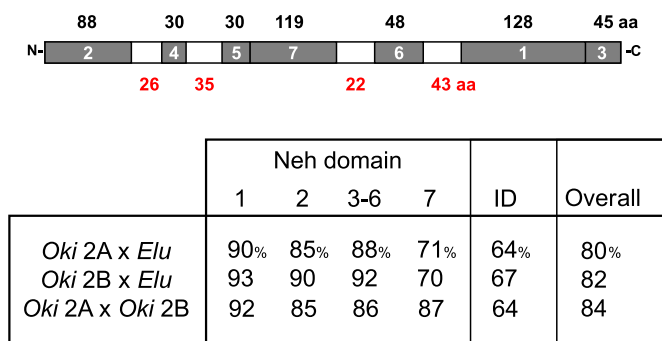 88 30 30 119 48 128 45 aa
N- 2 4 5 7 6 1 3 -C
26 35 22 43 aa
Neh domain
1 2 3-6 7 ID Overall
Oki 2A x Elu 90% 85% 88% 71% 64% 80%
Oki 2B x Elu 93 90 92 70 67 82
Oki 2A x Oki 2B 92 85 86 87 64 84